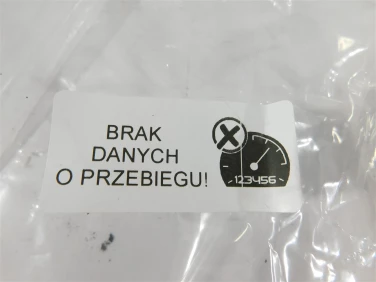 BRAK
DANYCH
O PRZEBIEGU!
123456